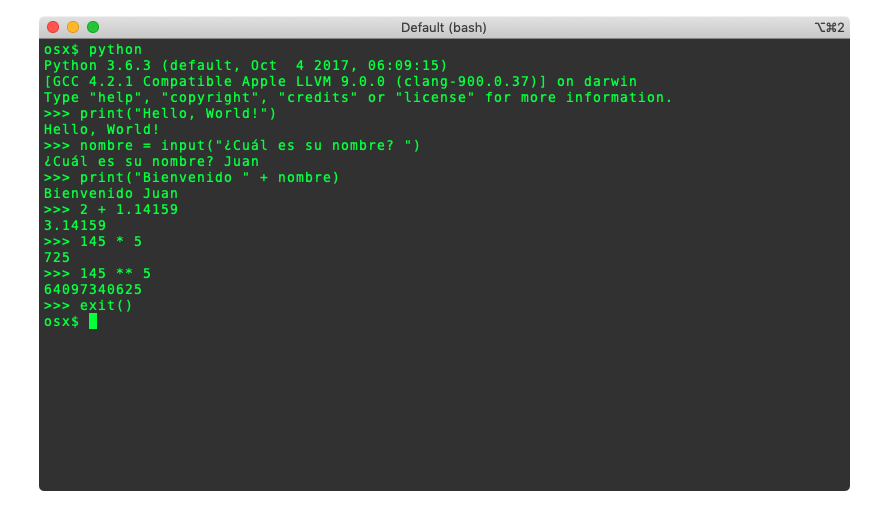 Default (bash)
⌥⌘2
osx$ python
Python 3.6.3 (default, Oct  4 2017, 06:09:15)
[GCC 4.2.1 Compatible Apple LLVM 9.0.0 (clang-900.0.37)] on darwin
Type "help", "copyright", "credits" or "license" for more information.
>>> print("Hello, World!")
Hello, World!
>>> nombre = input("¿Cuál es su nombre? ")
¿Cuál es su nombre? Juan
>>> print("Bienvenido " + nombre)
Bienvenido Juan
>>> 2 + 1.14159
3.14159
>>> 145 * 5
725
>>> 145 ** 5
64097340625
>>> exit()
osx$